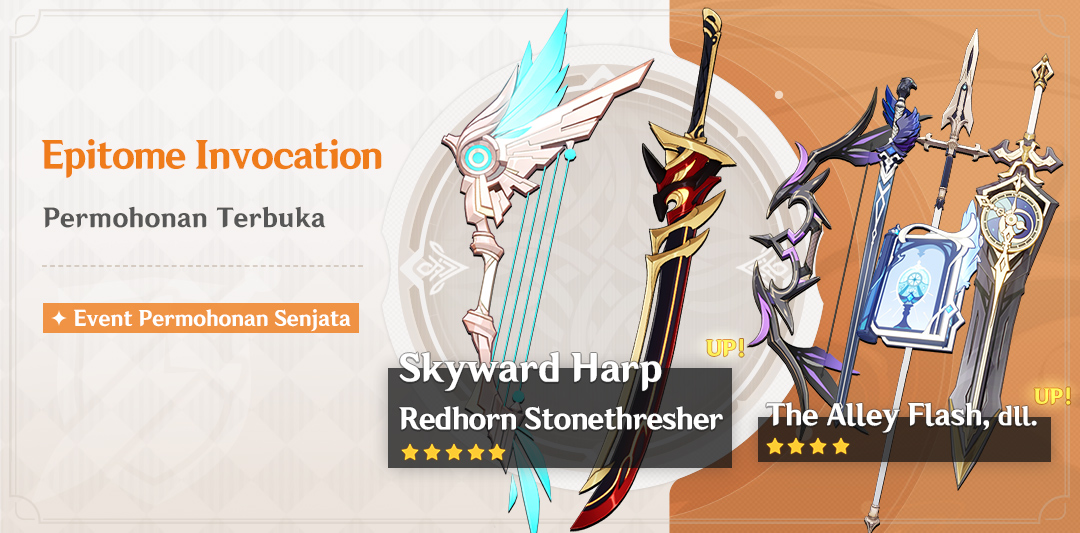 Epitome Invocation
Permohonan Terbuka
✦ Event Permohonan Senjata
Skyward Harp
UP!
Redhorn Stonethresher
★★★★★
The Alley Flash, dll.
UP!
★★★★